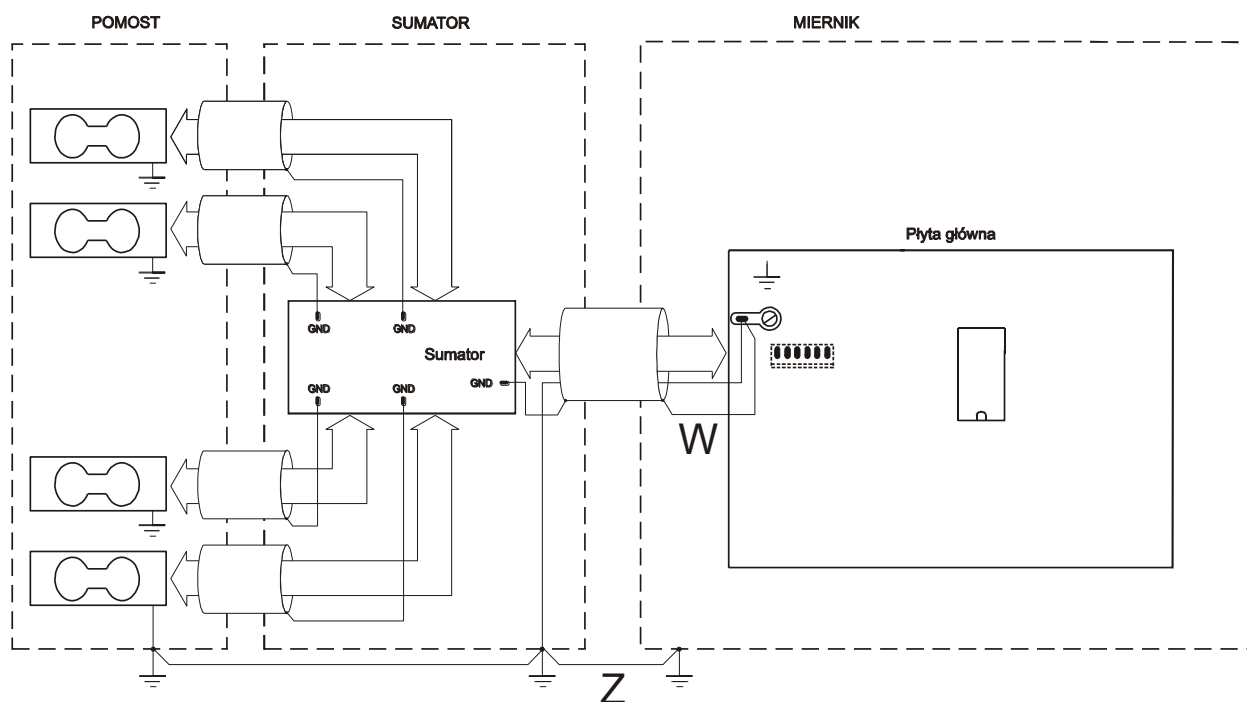 POMOST
SUMATOR
MIERNIK
Płyta główna
GND
GND
Sumator
GND
GND
GND
W
Z